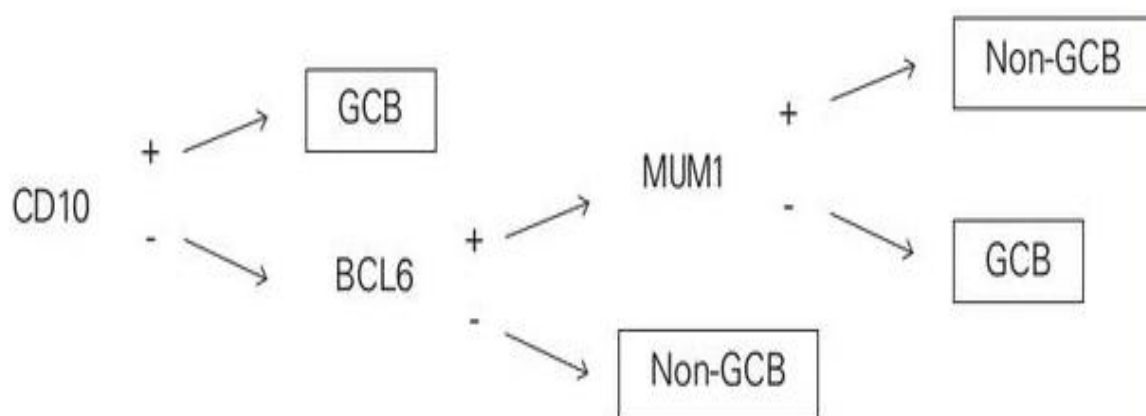 Non-GCB
GCB
+
+
MUM1
CD10
-
-
+
BCL6
GCB
-
Non-GCB